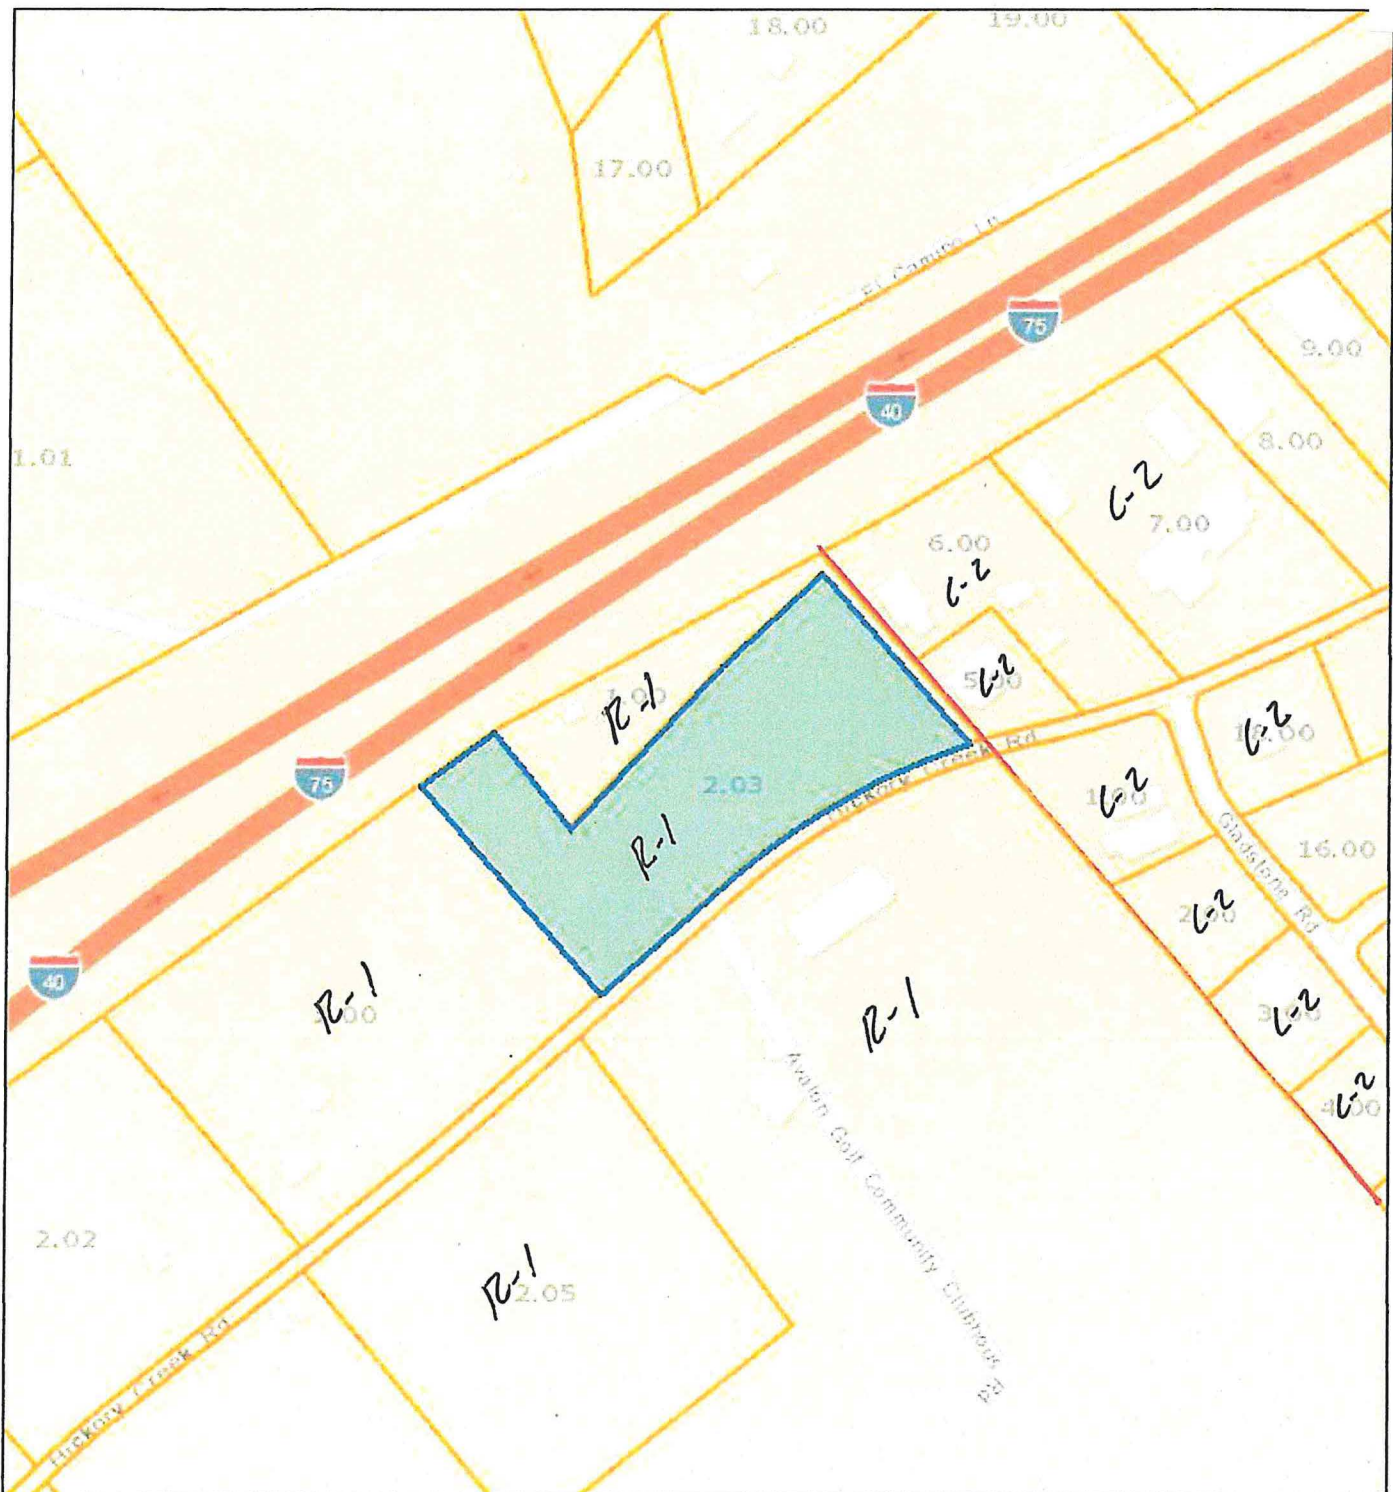 18.00
19.00
17.00
El Camino Ln
75
9.00
40
8.00
1.01
C-2
7.00
6.00
C-2
C-2
R-1
C-2
Hickory Creek Rd
75
2.03
C-2
R-1
Gladstone Rd
16.00
C-2
40
R-1
R-1
C-2
Avalon Golf Community Clubhous Rd
C-2
2.02
R-1
2.05
Hickory Creek Rd